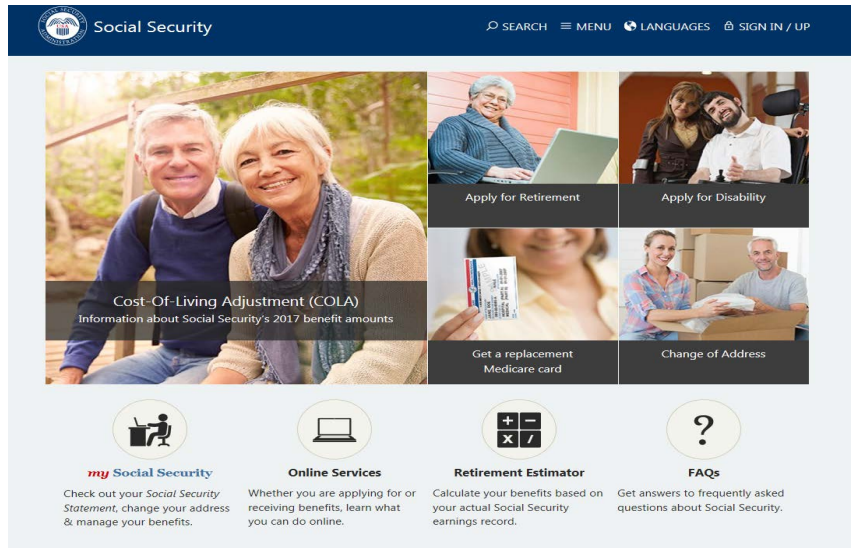 Social Security
SEARCH
MENU
LANGUAGES
SIGN IN / UP
Cost-Of-Living Adjustment (COLA)
Information about Social Security's 2017 benefit amounts
Apply for Retirement
Apply for Disability
Get a replacement
Medicare card
Change of Address
my Social Security
Check out your Social Security
Statement, change your address
& manage your benefits.
Online Services
Whether you are applying for or
receiving benefits, learn what
you can do online.
Retirement Estimator
Calculate your benefits based on
your actual Social Security
earnings record.
FAQs
Get answers to frequently asked
questions about Social Security.